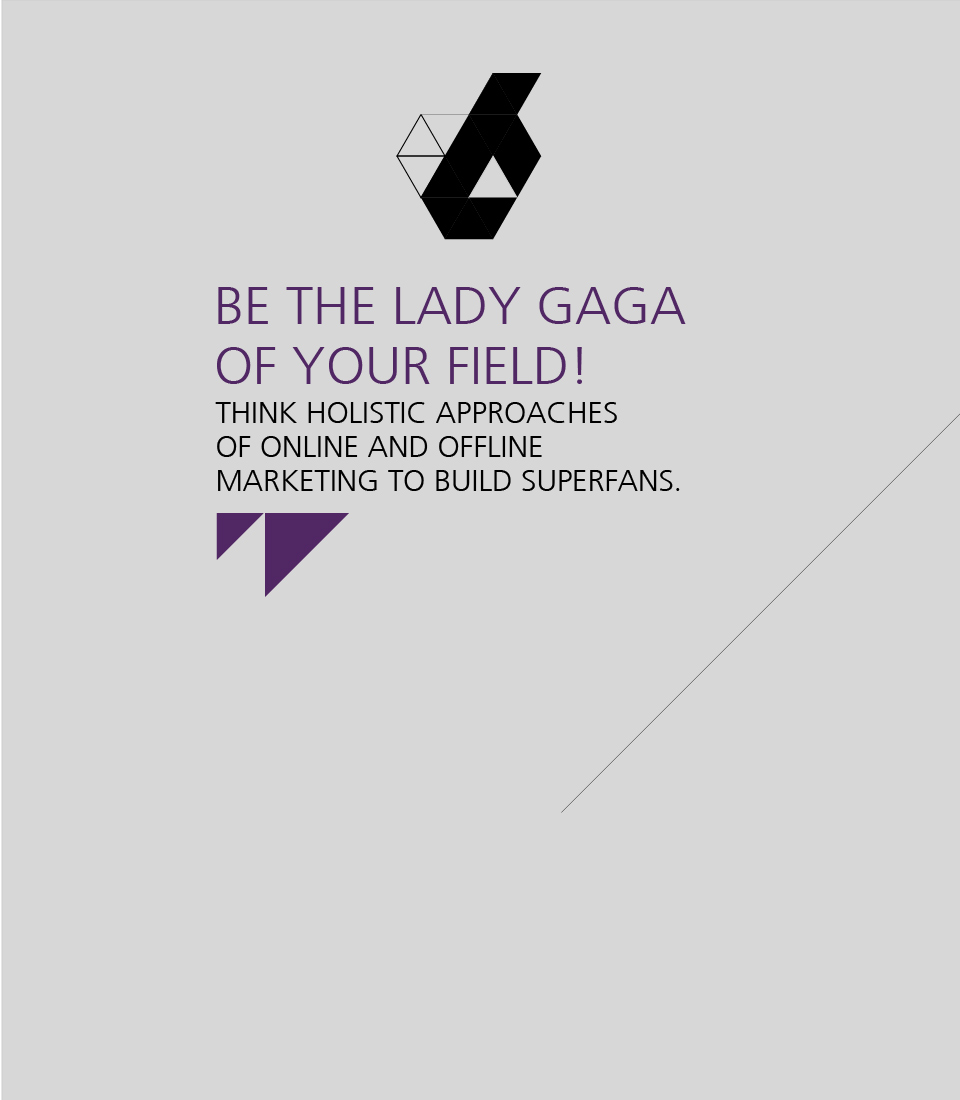 BE THE LADY GAGA
OF YOUR FIELD!
THINK HOLISTIC APPROACHES
OF ONLINE AND OFFLINE
MARKETING TO BUILD SUPERFANS.